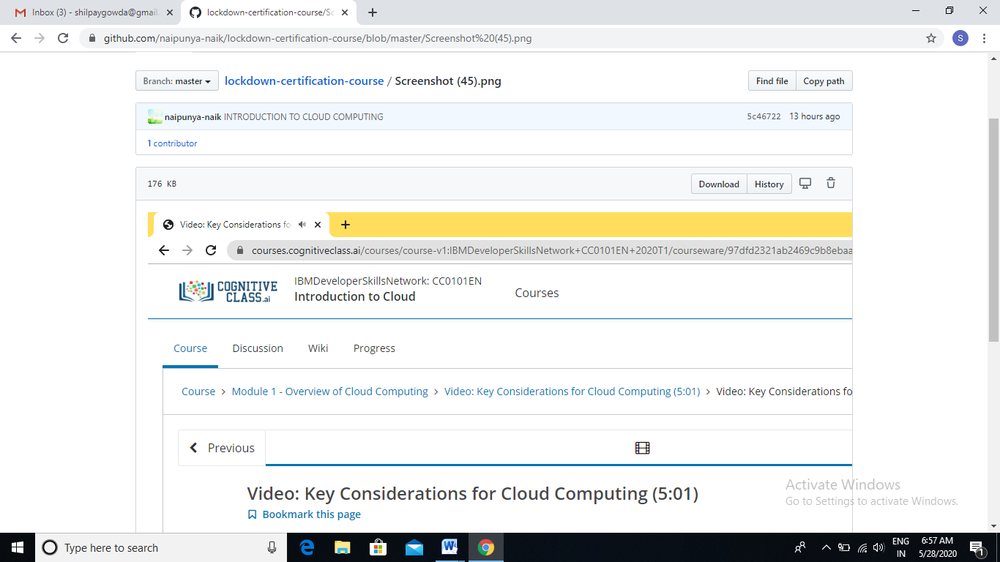 Inbox (3) - shilpaygowda@gmail.
lockdown-certification-course/Sc
github.com/naipunya-naik/lockdown-certification-course/blob/master/Screenshot%20(45).png
S
Branch: master
lockdown-certification-course / Screenshot (45).png
Find file
Copy path
naipunya-naik INTRODUCTION TO CLOUD COMPUTING
5c46722 13 hours ago
1 contributor
176 KB
Download
History
Video: Key Considerations fo
courses.cognitiveclass.ai/courses/course-v1:IBMDeveloperSkillsNetwork+CC0101EN+2020T1/courseware/97dfd2321ab2469c9b8ebaa
COGNITIVE
CLASS.ai
IBMDeveloperSkillsNetwork: CC0101EN
Introduction to Cloud
Courses
Course
Discussion
Wiki
Progress
Course > Module 1 - Overview of Cloud Computing > Video: Key Considerations for Cloud Computing (5:01) > Video: Key Considerations fo
Previous
Video: Key Considerations for Cloud Computing (5:01)
Bookmark this page
Activate Windows
Go to Settings to activate Windows.
Type here to search
ENG
IN
6:57 AM
5/28/2020
1